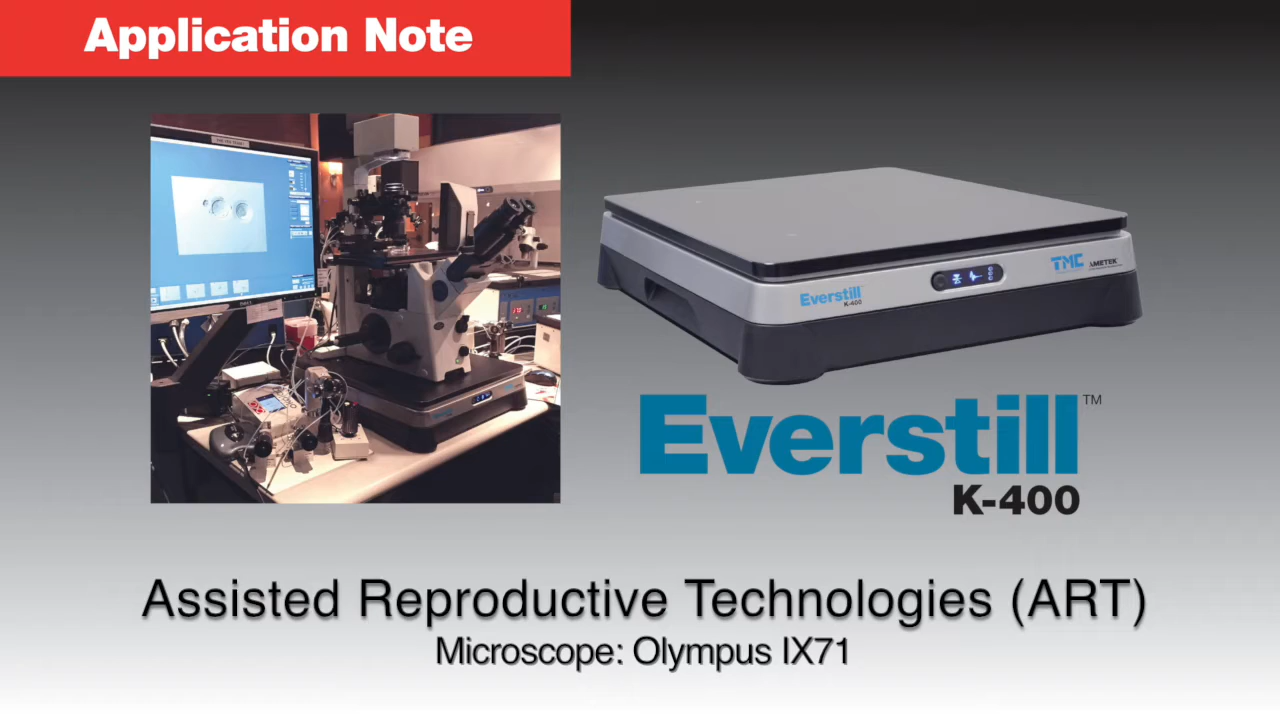 Application Note
TMC AMETEK
Everstill
K-400
Everstill™
K-400
Assisted Reproductive Technologies (ART)
Microscope: Olympus IX71